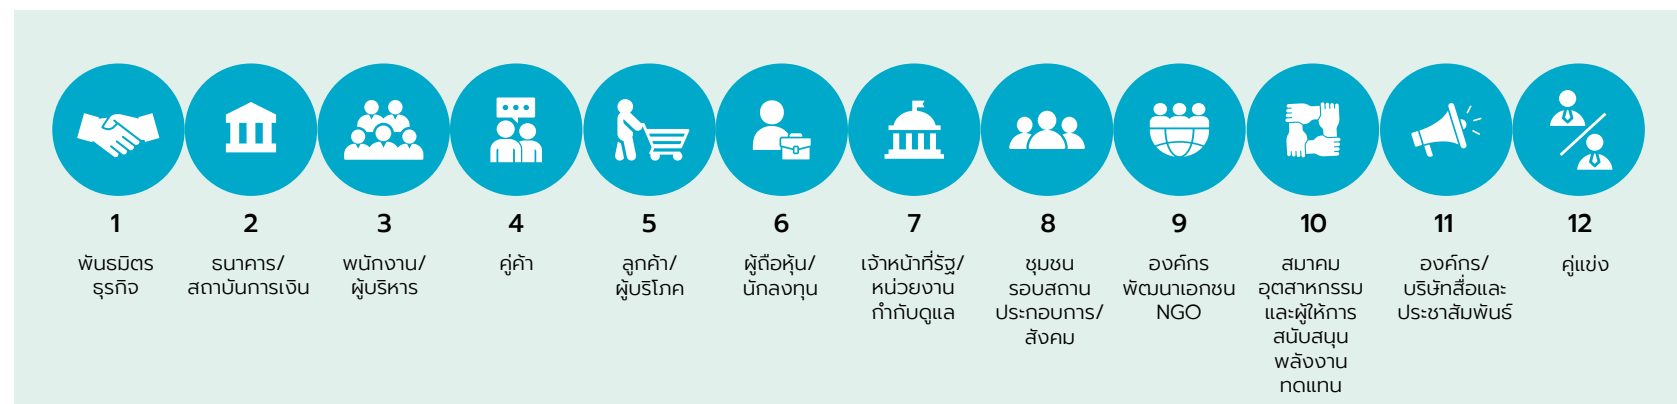 1
พันธมิตร
ธุรกิจ
2
ธนาคาร/
สถาบันการเงิน
3
พนักงาน/
ผู้บริหาร
4
คู่ค้า
5
ลูกค้า/
ผู้บริโภค
6
ผู้ถือหุ้น/
นักลงทุน
7
เจ้าหน้าที่รัฐ/
หน่วยงาน
กำกับดูแล
8
ชุมชน
รอบสถาน
ประกอบการ/
สังคม
9
องค์กร
พัฒนาเอกชน
NGO
10
สมาคม
อุตสาหกรรม
และผู้ให้การ
สนับสนุน
พลังงาน
ทดแทน
11
องค์กร/
บริษัทสื่อและ
ประชาสัมพันธ์
12
คู่แข่ง